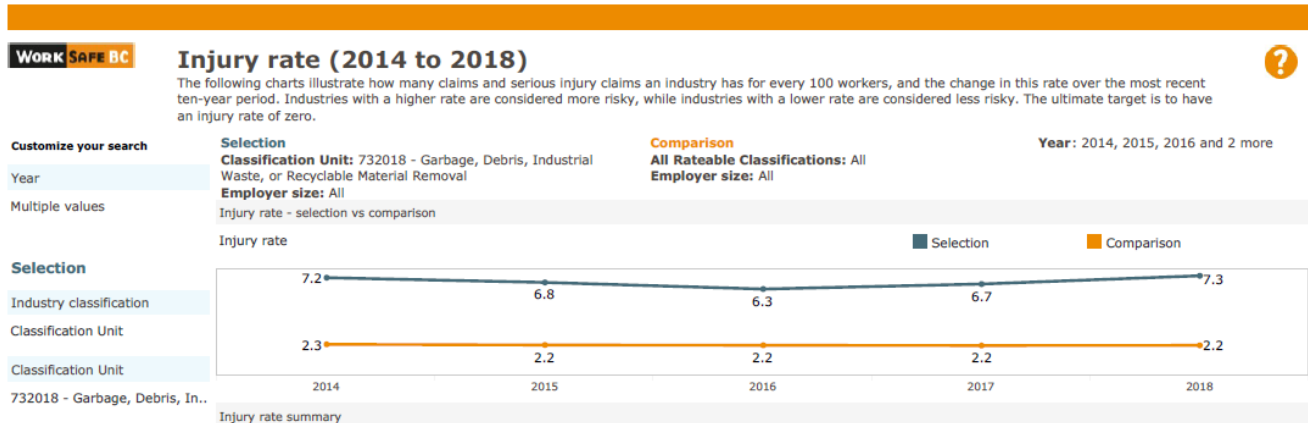 WORK SAFE BC
Injury rate (2014 to 2018)
?
The following charts illustrate how many claims and serious injury claims an industry has for every 100 workers, and the change in this rate over the most recent
ten-year period. Industries with a higher rate are considered more risky, while industries with a lower rate are considered less risky. The ultimate target is to have
an injury rate of zero.
Customize your search
Year
Multiple values
Selection
Industry classification
Classification Unit
Classification Unit
732018 - Garbage, Debris, In..
Selection
Classification Unit: 732018 - Garbage, Debris, Industrial
Waste, or Recyclable Material Removal
Employer size: All
Comparison
All Rateable Classifications: All
Employer size: All
Year: 2014, 2015, 2016 and 2 more
Injury rate - selection vs comparison
Injury rate
Selection
Comparison
7.2
6.8
6.3
6.7
7.3
2.3
2.2
2.2
2.2
2.2
2014
2015
2016
2017
2018
Injury rate summary